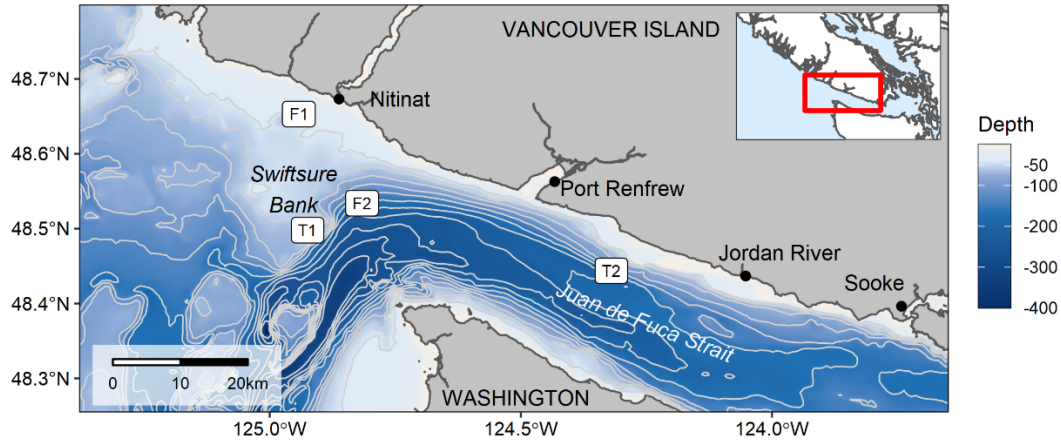 VANCOUVER ISLAND
48.7°N
Nitinat
F1
Depth
48.6°N
-50
-100
Swiftsure
Bank
Port Renfrew
F2
48.5°N
T1
-200
Jordan River
T2
Sooke
-300
48.4°N
Juan de Fuca Strait
-400
0 10 20km
48.3°N
WASHINGTON
125.0°W 124.5°W 124.0°W